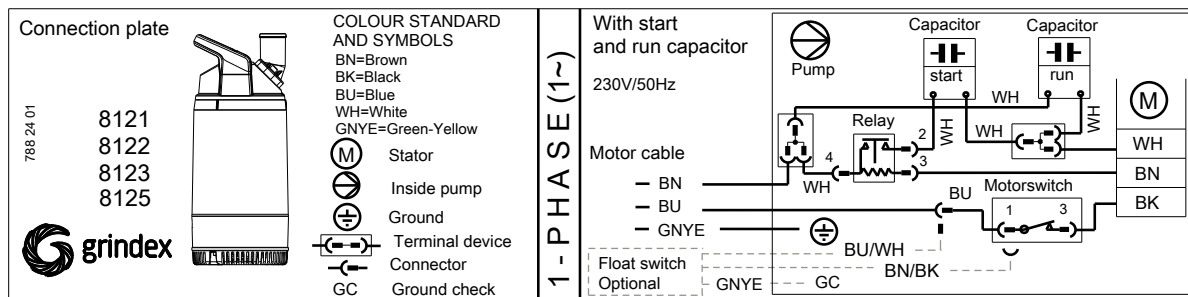 Connection plate
788 24 01
8121
8122
8123
8125
grindex
COLOUR STANDARD
AND SYMBOLS
BN=Brown
BK=Black
BU=Blue
WH=White
GNYE=Green-Yellow
M Stator
Inside pump
Ground
Terminal device
Connector
GC Ground check
1-PHASE (1~)
With start
and run capacitor
230V/50Hz
Motor cable
BN
BU
GNYE
Float switch
Optional
GNYE
GC
Pump
Capacitor
start
Capacitor
run
WH
WH
WH
WH
Relay
2
4
3
WH
BU
Motorswitch
1 3
BU/WH
BN/BK
M
WH
BN
BK